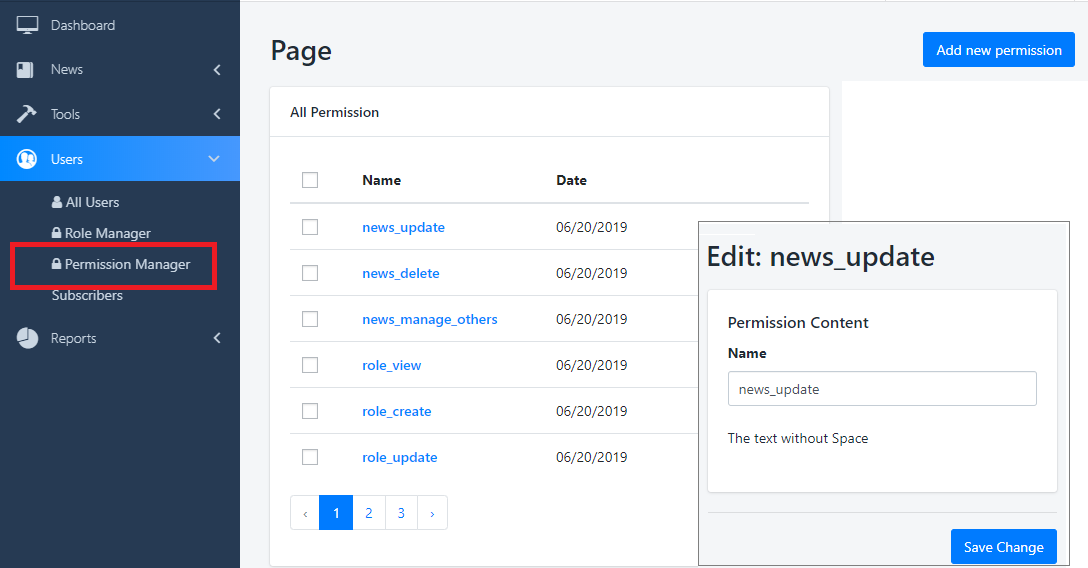 Dashboard
News
Tools
Users
All Users
Role Manager
Permission Manager
Subscribers
Reports
Page
Add new permission
All Permission
Name Date
news_update 06/20/2019
news_delete 06/20/2019
news_manage_others 06/20/2019
role_view 06/20/2019
role_create 06/20/2019
role_update 06/20/2019
‹ 1 2 3 ›
Edit: news_update
Permission Content
Name
news_update
The text without Space
Save Change